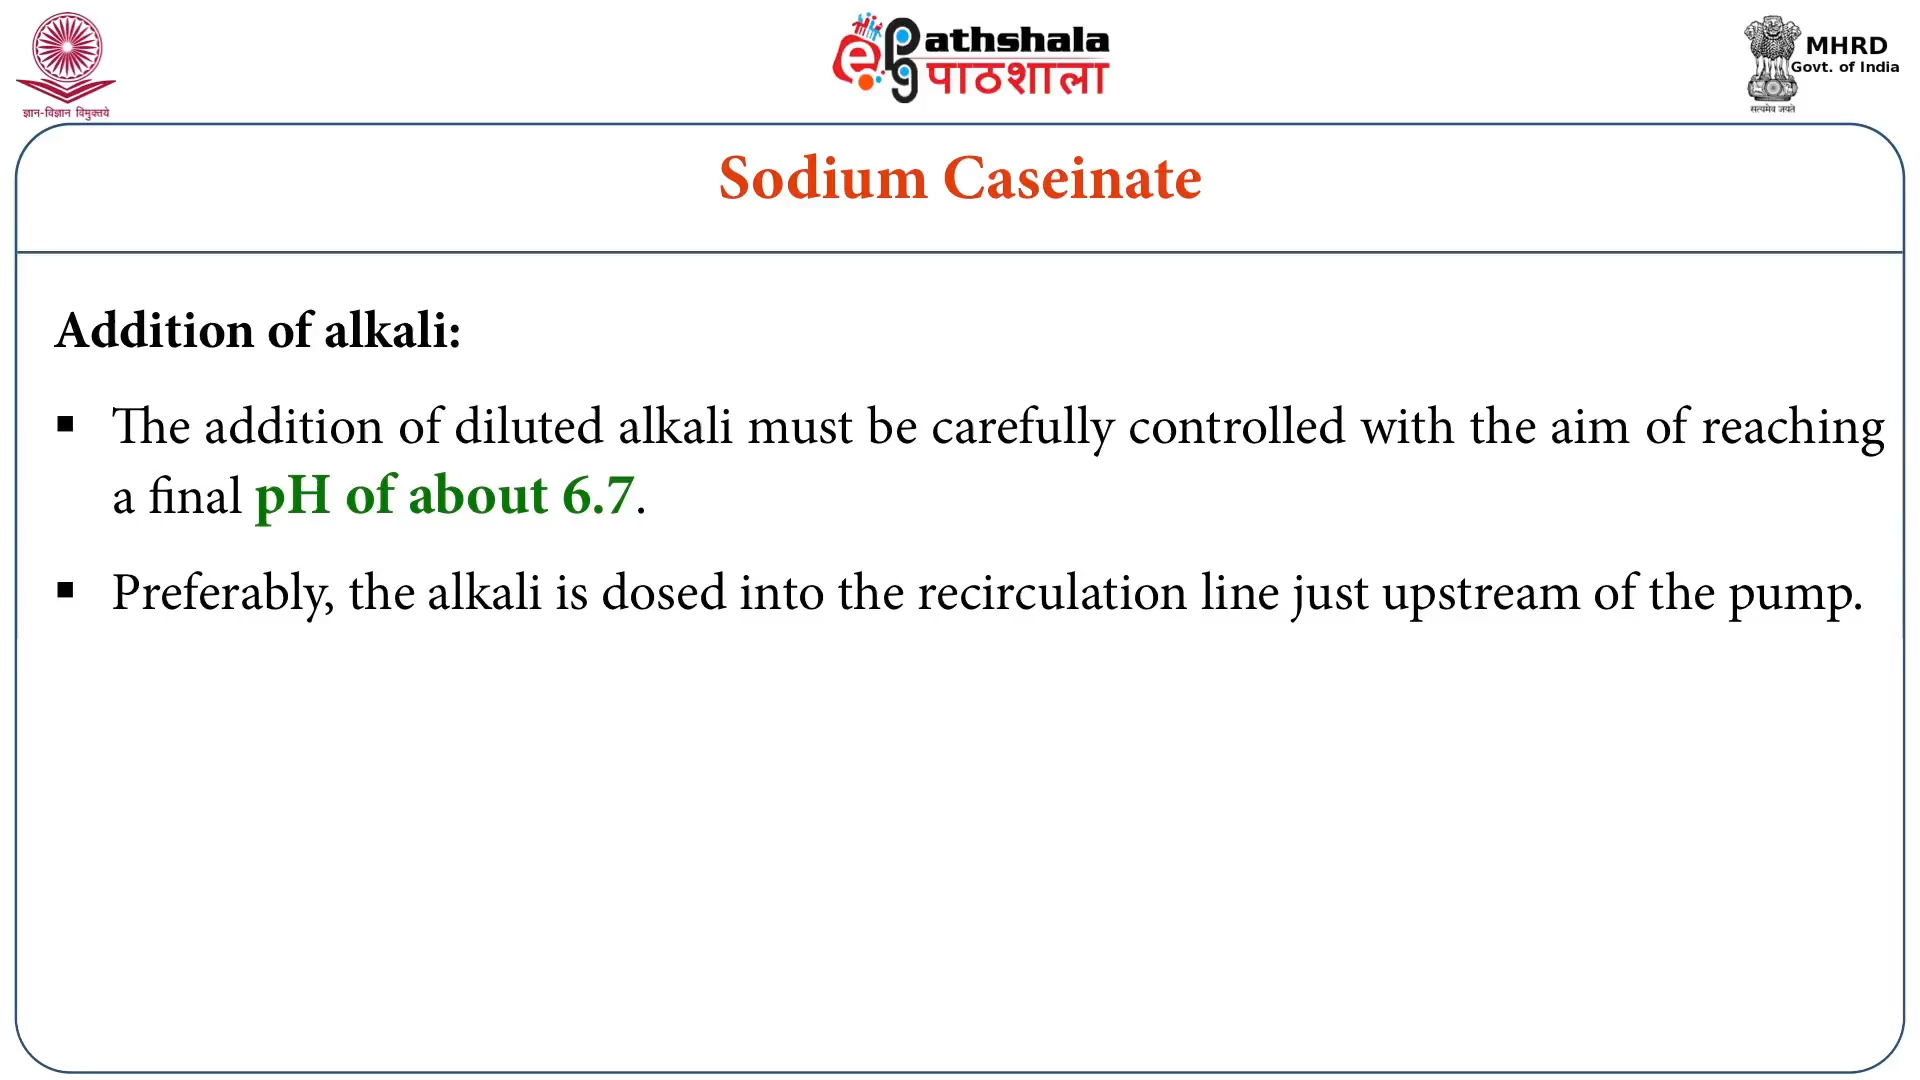 ज्ञान-विज्ञान विमुक्तये
e
pg
athshala
पाठशाला
MHRD
Govt. of India
सत्यमेव जयते
Sodium Caseinate
Addition of alkali:
▪ The addition of diluted alkali must be carefully controlled with the aim of reaching
a final pH of about 6.7.
▪ Preferably, the alkali is dosed into the recirculation line just upstream of the pump.